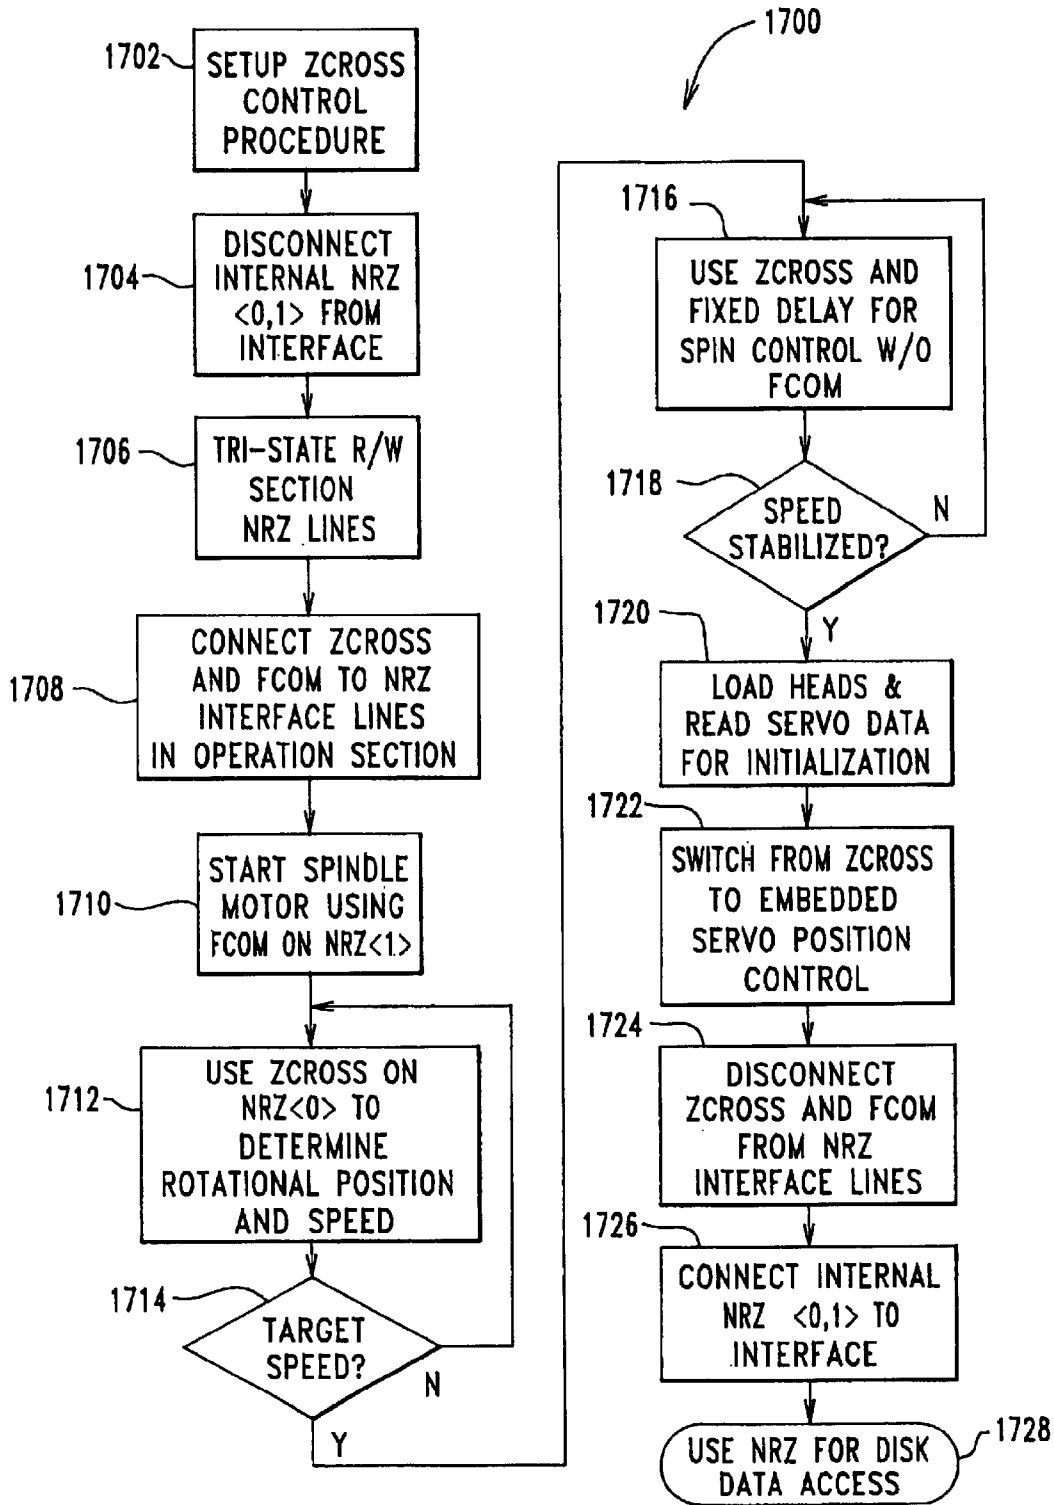 1700
1702
SETUP ZCROSS
CONTROL
PROCEDURE
1704
DISCONNECT
INTERNAL NRZ
<0,1> FROM
INTERFACE
1706
TRI-STATE R/W
SECTION
NRZ LINES
1708
CONNECT ZCROSS
AND FCOM TO NRZ
INTERFACE LINES
IN OPERATION SECTION
1710
START SPINDLE
MOTOR USING
FCOM ON NRZ<1>
1712
USE ZCROSS ON
NRZ<0> TO
DETERMINE
ROTATIONAL POSITION
AND SPEED
1714
TARGET
SPEED?
N
Y
1716
USE ZCROSS AND
FIXED DELAY FOR
SPIN CONTROL W/O
FCOM
1718
SPEED
STABILIZED?
N
Y
1720
LOAD HEADS &
READ SERVO DATA
FOR INITIALIZATION
1722
SWITCH FROM ZCROSS
TO EMBEDDED
SERVO POSITION
CONTROL
1724
DISCONNECT
ZCROSS AND FCOM
FROM NRZ
INTERFACE LINES
1726
CONNECT INTERNAL
NRZ <0,1> TO
INTERFACE
1728
USE NRZ FOR DISK
DATA ACCESS